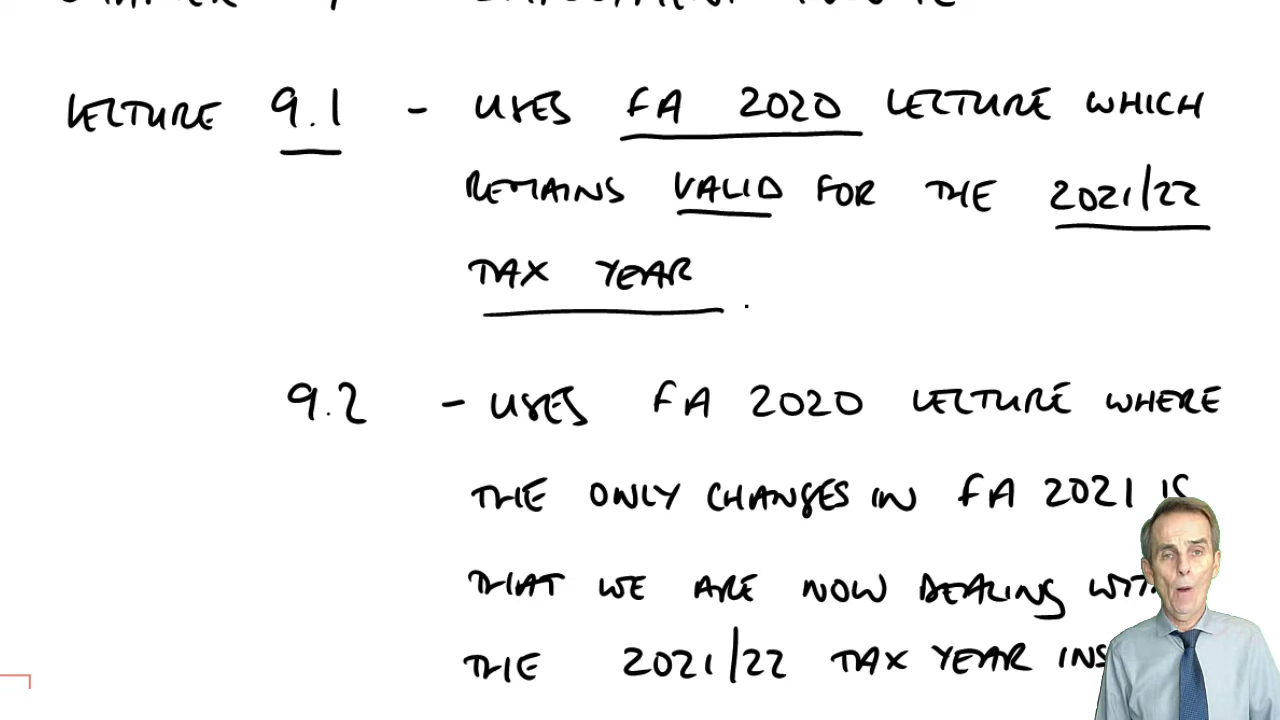 LECTURE 9.1 - USES FA 2020 LECTURE WHICH
REMAINS VALID FOR THE 2021/22
TAX YEAR.
9.2 - USES FA 2020 LECTURE WHERE
THE ONLY CHANGES IN FA 2021 IS
THAT WE ARE NOW DEALING
THE 2021/22 TAX YEAR